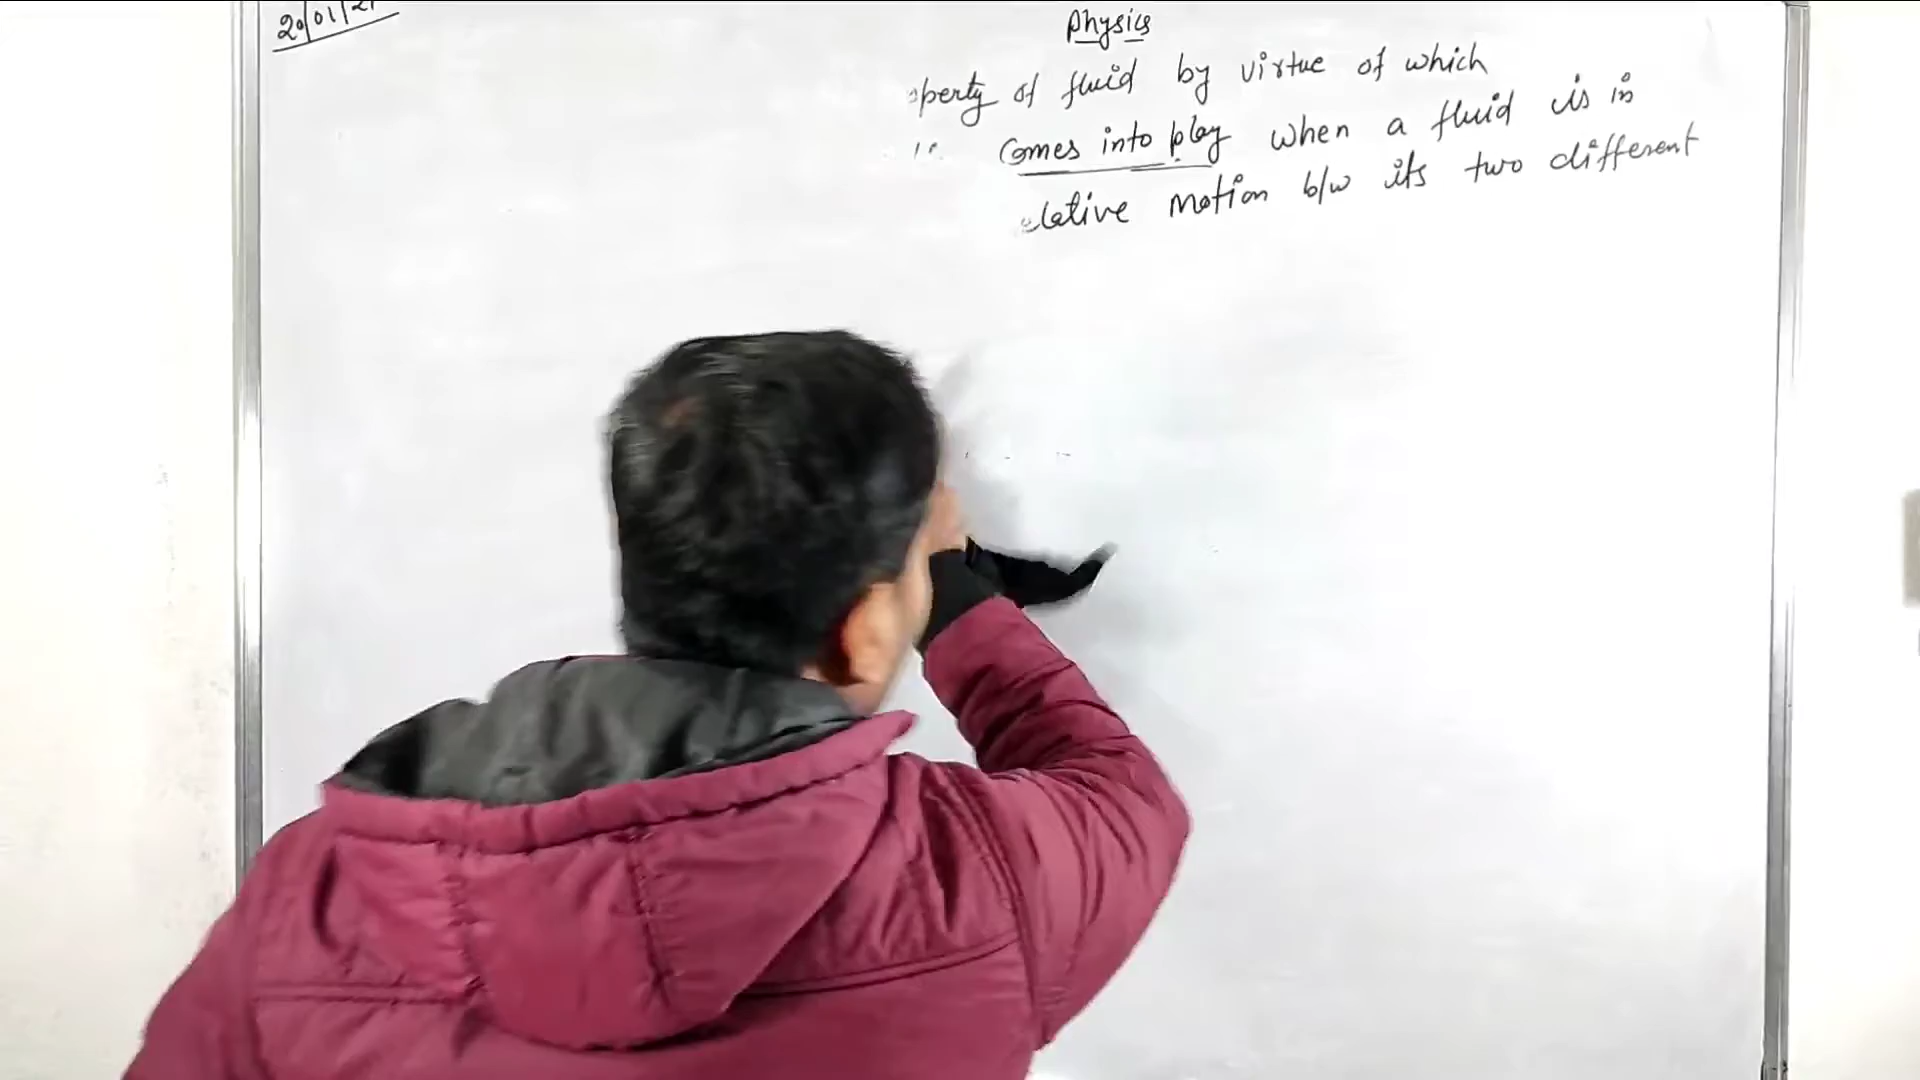 20/01/21
Physics
perty of fluid by virtue of which
comes into play when a fluid is in
elative motion b/w its two different